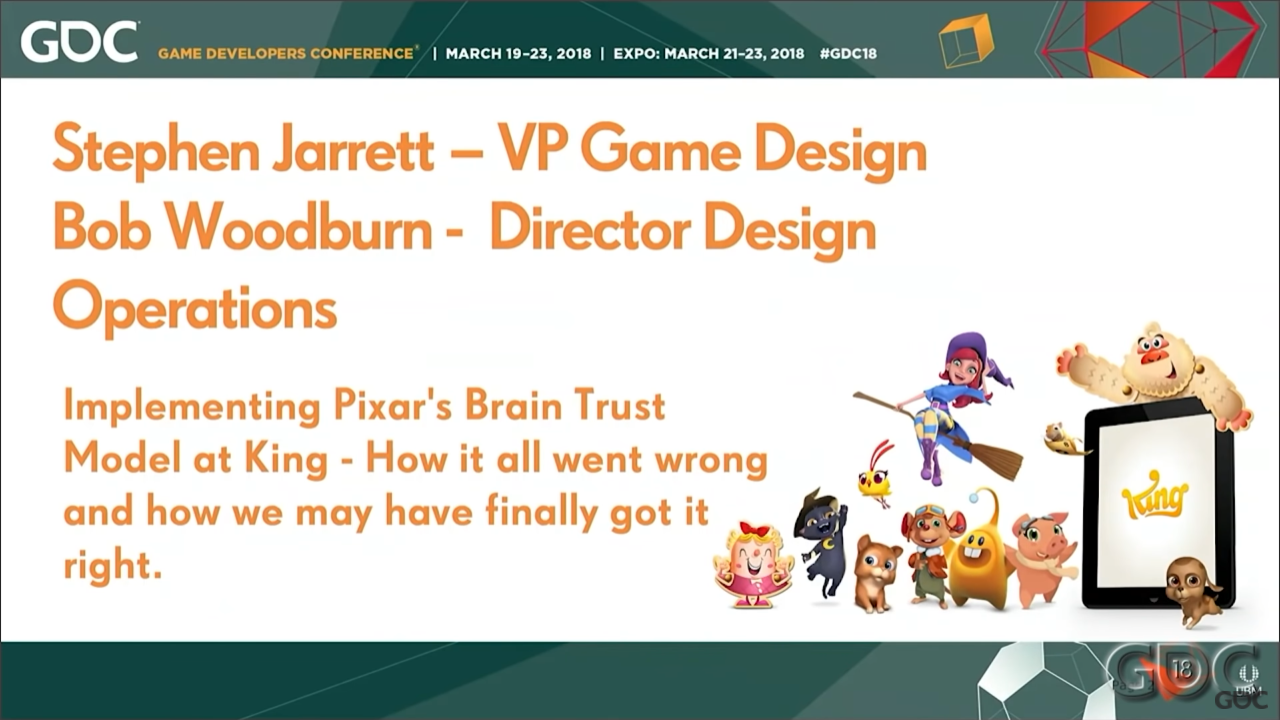 GDC GAME DEVELOPERS CONFERENCE® | MARCH 19–23, 2018 | EXPO: MARCH 21–23, 2018 #GDC18
Stephen Jarrett – VP Game Design
Bob Woodburn - Director Design
Operations
Implementing Pixar's Brain Trust
Model at King - How it all went wrong
and how we may have finally got it
right.
King
GDC
18
UBM
GDC